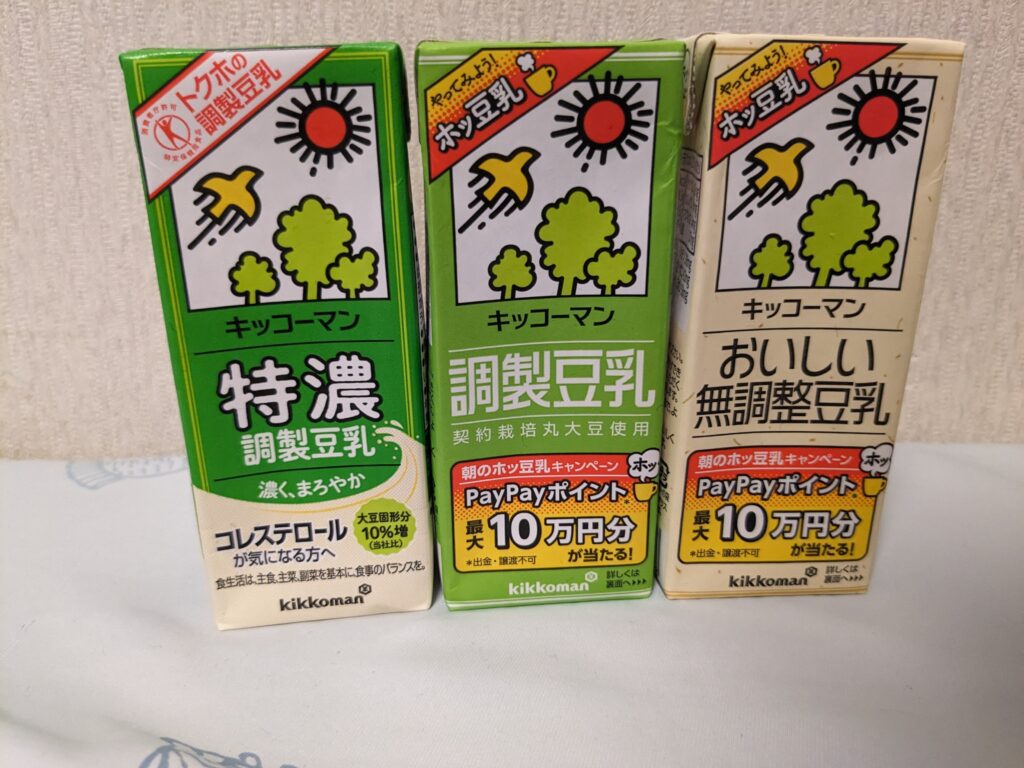 トクホの
調製豆乳
消費者庁許可
特定保健用食品
キッコーマン
特濃
調製豆乳
濃く、まろやか
大豆固形分
10%増
(当社比)
コレステロール
が気になる方へ
食生活は、主食、主菜、副菜を基本に、食事のバランスを。
kikkoman
やってみよう!
ホッ豆乳
キッコーマン
調製豆乳
契約栽培丸大豆使用
朝のホッ豆乳キャンペーン
ホッ
PayPayポイント*
最大10万円分
が当たる!
*出金・譲渡不可
kikkoman
詳しくは
裏面へ>>>
やってみよう!
ホッ豆乳
キッコーマン
おいしい
無調整豆乳
朝のホッ豆乳キャンペーン
ホッ
PayPayポイント*
最大10万円分
が当たる!
*出金・譲渡不可
kikkoman
詳しくは
裏面へ>>>